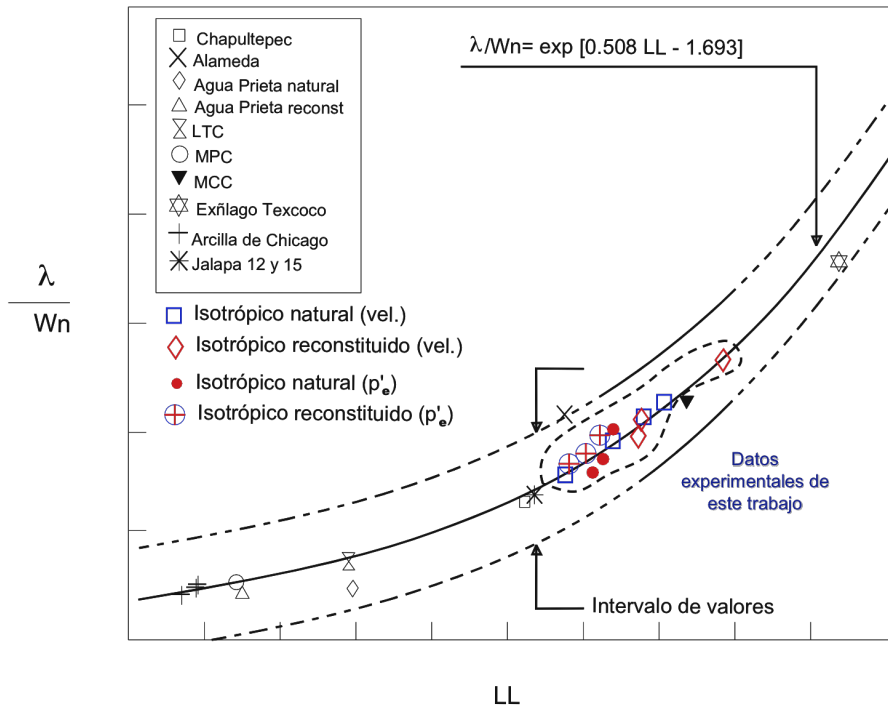 Chapultepec
Alameda
Agua Prieta natural
Agua Prieta reconst
LTC
MPC
MCC
Exñlago Texcoco
Arcilla de Chicago
Jalapa 12 y 15
λ/Wn= exp [0.508 LL - 1.693]
λ
Wn
Isotrópico natural (vel.)
Isotrópico reconstituido (vel.)
Isotrópico natural (p'e)
Isotrópico reconstituido (p'e)
Datos
experimentales de
este trabajo
Intervalo de valores
LL